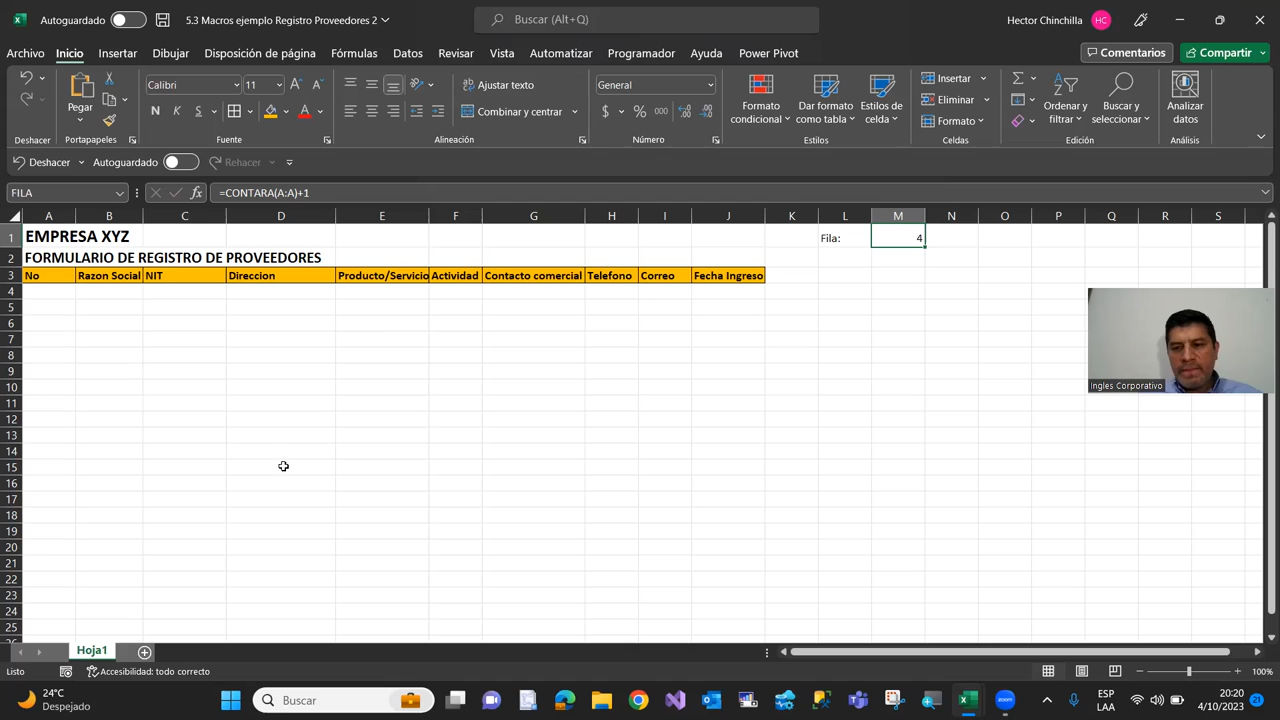 Autoguardado 5.3 Macros ejemplo Registro Proveedores 2 Buscar (Alt+Q) Hector Chinchilla HC
Archivo Inicio Insertar Dibujar Disposición de página Fórmulas Datos Revisar Vista Automatizar Programador Ayuda Power Pivot Comentarios Compartir
Pegar
Calibri 11
N K S
Ajustar texto
Combinar y centrar
General
$ % 000
Formato condicional
Dar formato como tabla
Estilos de celda
Insertar
Eliminar
Formato
Ordenar y filtrar
Buscar y seleccionar
Analizar datos
Deshacer Portapapeles Fuente Alineación Número Estilos Celdas Edición Análisis
Deshacer Autoguardado Rehacer
FILA fx =CONTARA(A:A)+1
A B C D E F G H I J K L M N O P Q R S
1 EMPRESA XYZ Fila: 4
2 FORMULARIO DE REGISTRO DE PROVEEDORES
3 No Razon Social NIT Direccion Producto/Servicio Actividad Contacto comercial Telefono Correo Fecha Ingreso
4
5
6
7
8
9
10
11
12
13
14
15
16
17
18
19
20
21
22
23
24
25
26
Ingles Corporativo
Hoja1
Listo Accesibilidad: todo correcto 100%
24°C
Despejado
Buscar
ESP
LAA
20:20
4/10/2023
21